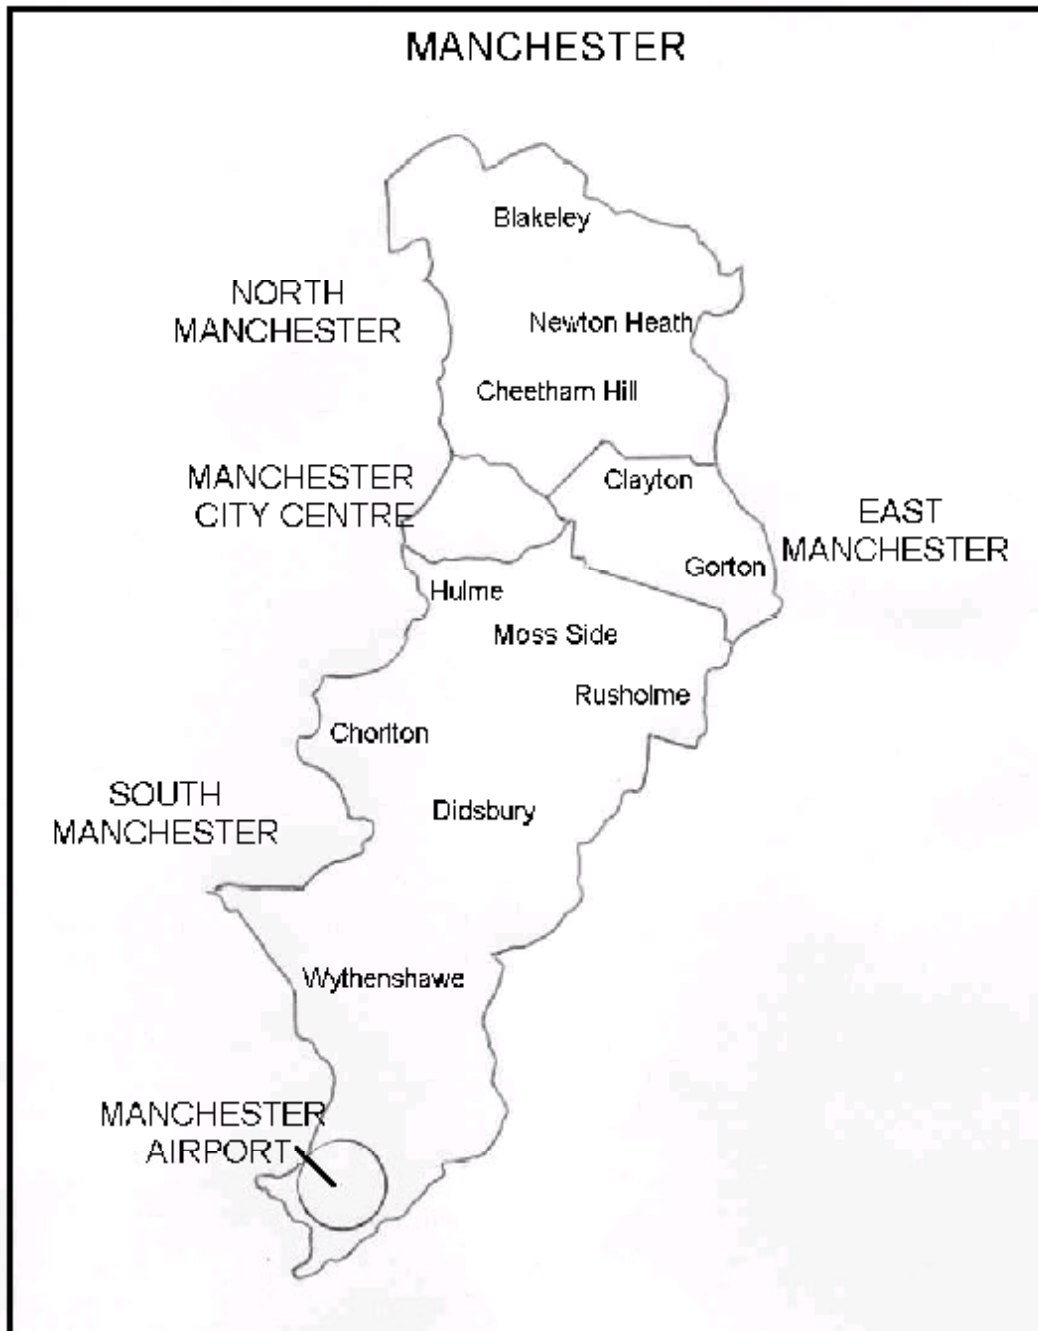 MANCHESTER
Blakeley
NORTH
MANCHESTER
Newton Heath
Cheetham Hill
MANCHESTER
CITY CENTRE
Clayton
EAST
MANCHESTER
Gorton
Hulme
Moss Side
Rusholme
Chorlton
SOUTH
MANCHESTER
Didsbury
Wythenshawe
MANCHESTER
AIRPORT